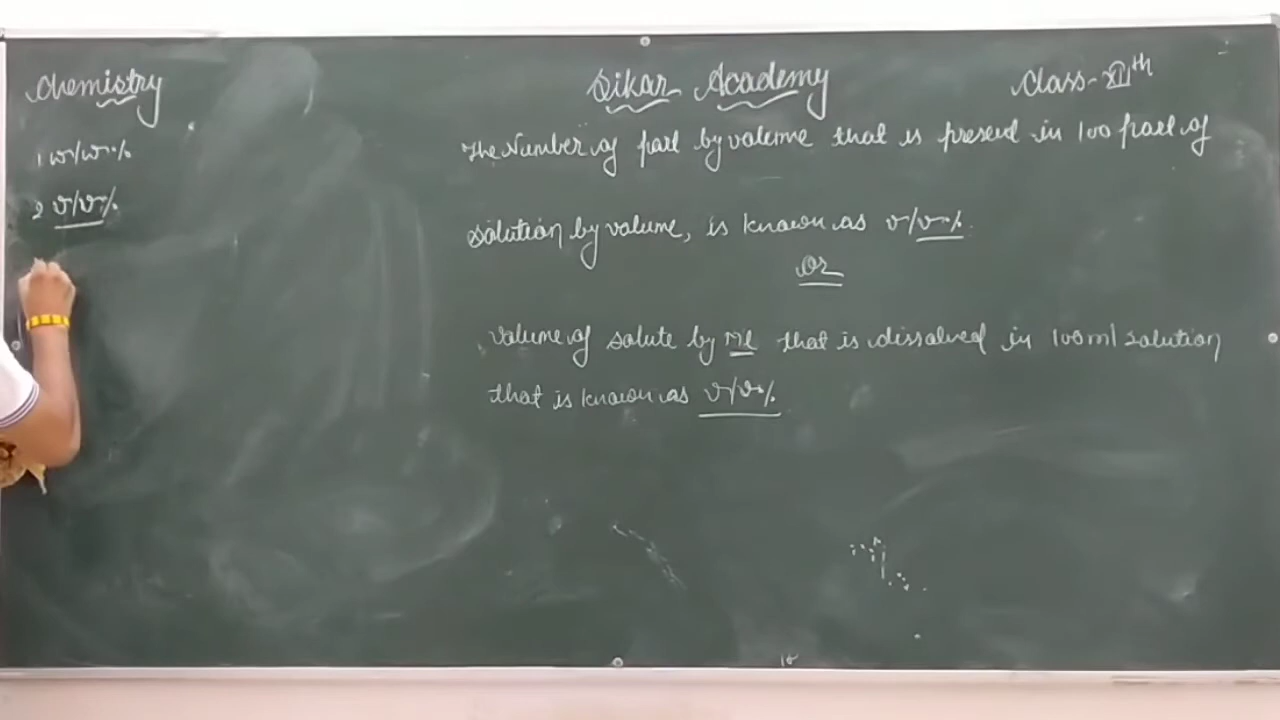 Chemistry
Sikar Academy
Class-XIIth
1 w/w%
2 v/v%
The Number of part by volume that is present in 100 part of
solution by volume, is known as v/v%.
or
Volume of solute by Ml that is dissolved in 100ml solution
that is known as v/v%